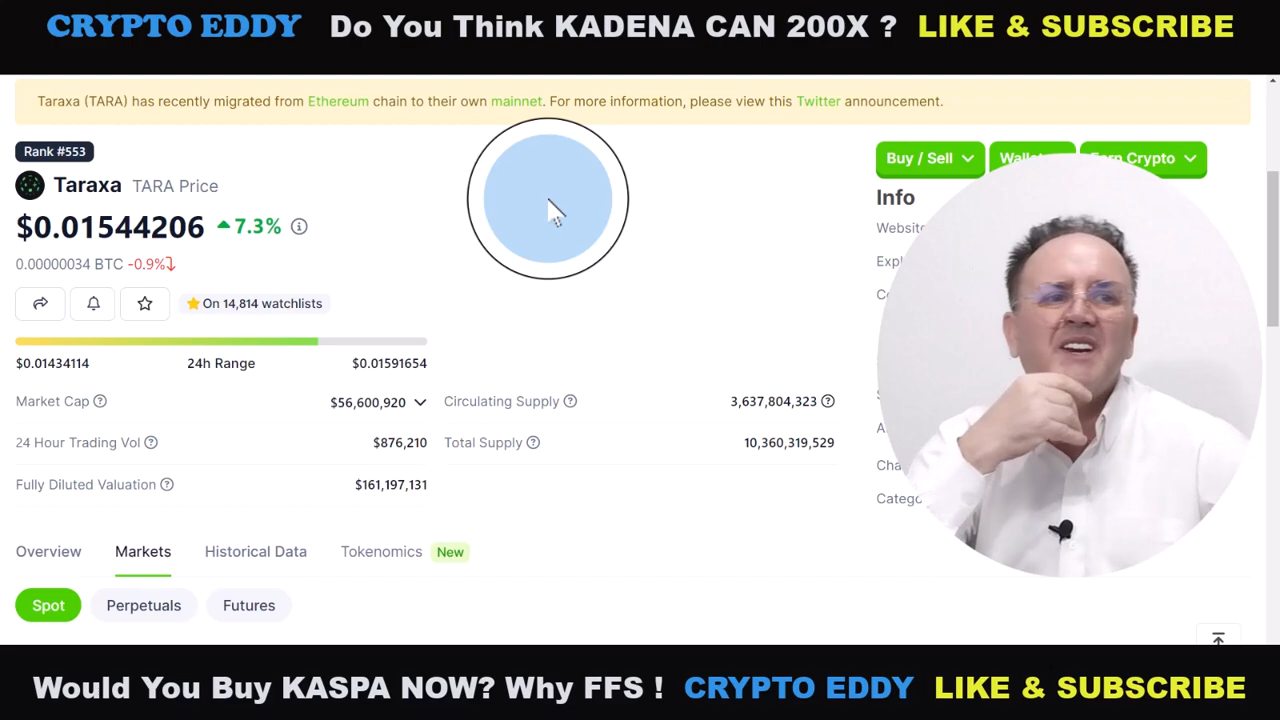 CRYPTO EDDY Do You Think KADENA CAN 200X ? LIKE & SUBSCRIBE
Taraxa (TARA) has recently migrated from Ethereum chain to their own mainnet. For more information, please view this Twitter announcement.
Rank #553
Buy / Sell
Crypto
Taraxa TARA Price
Info
$0.01544206 7.3%
0.00000034 BTC -0.9%
On 14,814 watchlists
$0.01434114 24h Range $0.01591654
Market Cap $56,600,920 Circulating Supply 3,637,804,323
24 Hour Trading Vol $876,210 Total Supply 10,360,319,529
Fully Diluted Valuation $161,197,131
Overview Markets Historical Data Tokenomics New
Spot Perpetuals Futures
Would You Buy KASPA NOW? Why FFS ! CRYPTO EDDY LIKE & SUBSCRIBE